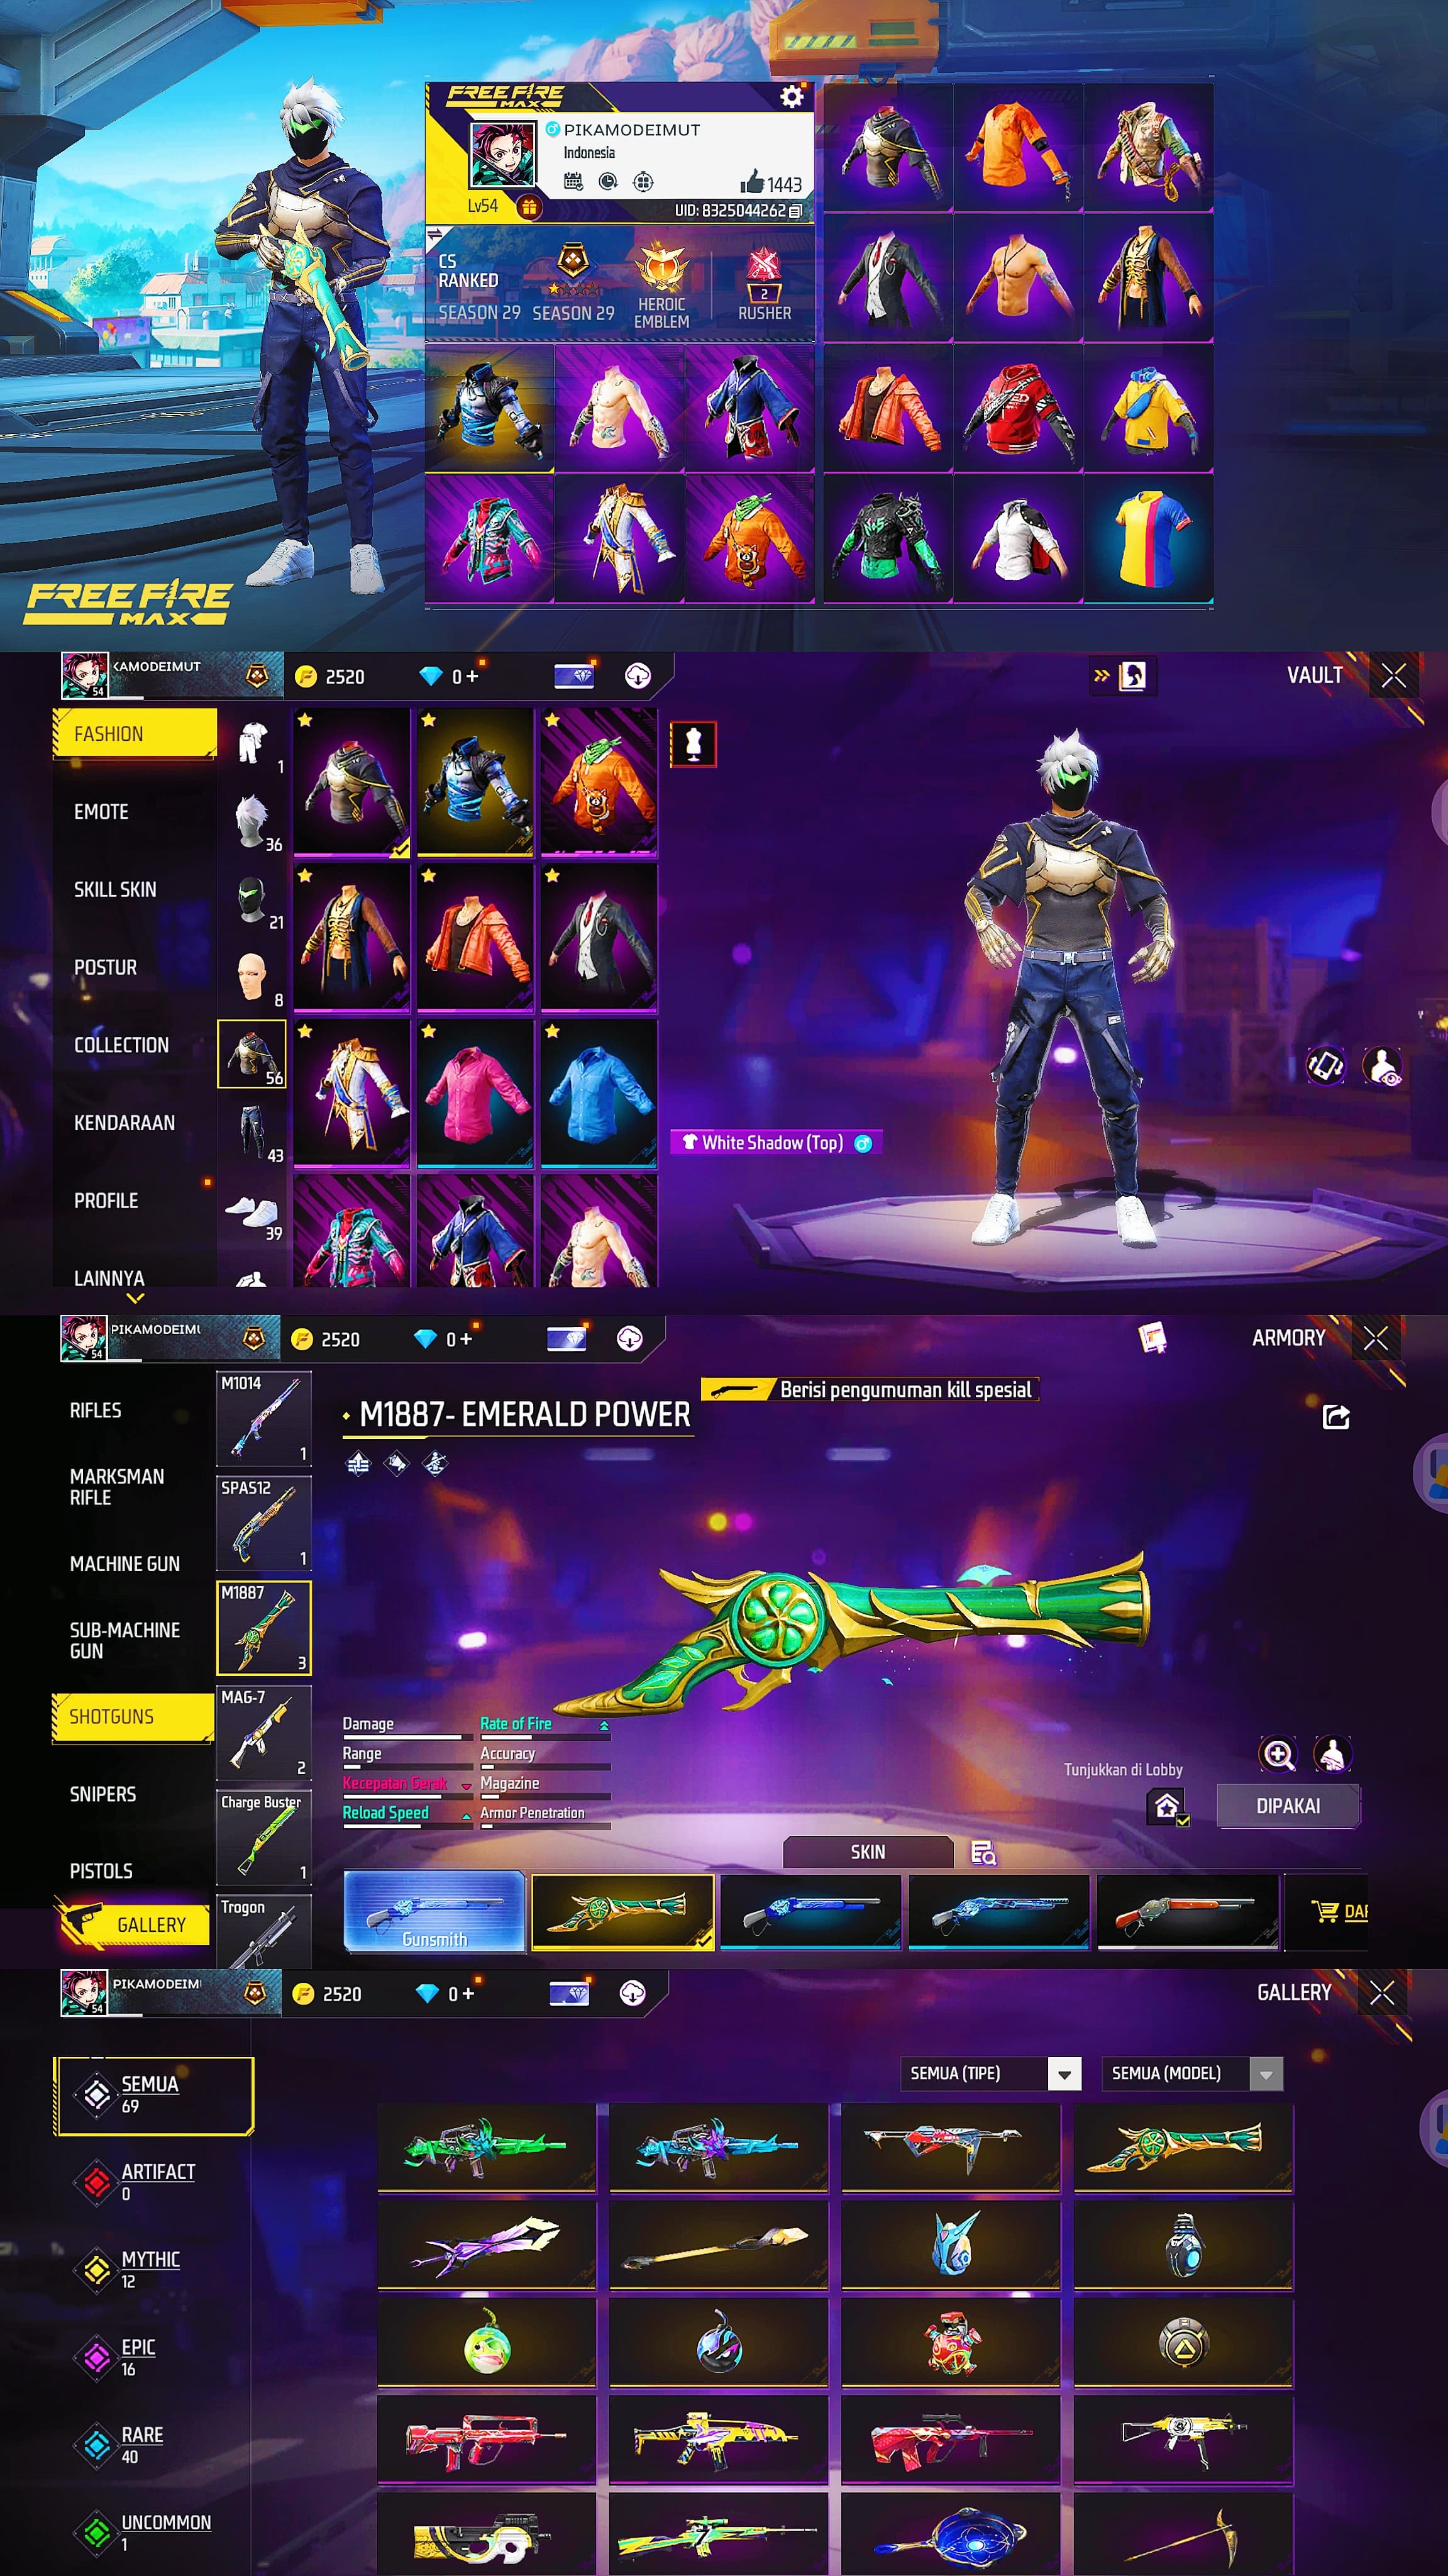 FREE FIRE
MAX
PIKAMODEIMUT
Indonesia
1443
Lv54
UID: 8325044262
CS
RANKED
SEASON 29
SEASON 29
HEROIC
EMBLEM
2
RUSHER
FREE FIRE
MAX
KAMODEIMUT
54
2520
0 +
VAULT
FASHION
1
EMOTE
36
SKILL SKIN
21
POSTUR
8
COLLECTION
56
KENDARAAN
43
PROFILE
39
LAINNYA
White Shadow (Top)
PIKAMODEIMU
54
2520
0 +
ARMORY
RIFLES
MARKSMAN
RIFLE
MACHINE GUN
SUB-MACHINE
GUN
SHOTGUNS
SNIPERS
PISTOLS
GALLERY
M1014
1
SPAS12
1
M1887
3
MAG-7
2
Charge Buster
1
Trogon
Berisi pengumuman kill spesial
M1887- EMERALD POWER
Damage
Rate of Fire
Range
Accuracy
Kecepatan Gerak
Magazine
Reload Speed
Armor Penetration
Tunjukkan di Lobby
DIPAKAI
SKIN
Gunsmith
DAF
PIKAMODEIM
54
2520
0 +
GALLERY
SEMUA (TIPE)
SEMUA (MODEL)
SEMUA
69
ARTIFACT
0
MYTHIC
12
EPIC
16
RARE
40
UNCOMMON
1